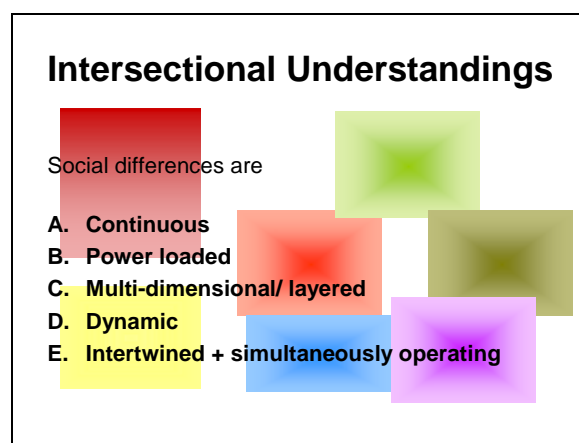 Intersectional Understandings
Social differences are
A. Continuous
B. Power loaded
C. Multi-dimensional/ layered
D. Dynamic
E. Intertwined + simultaneously operating